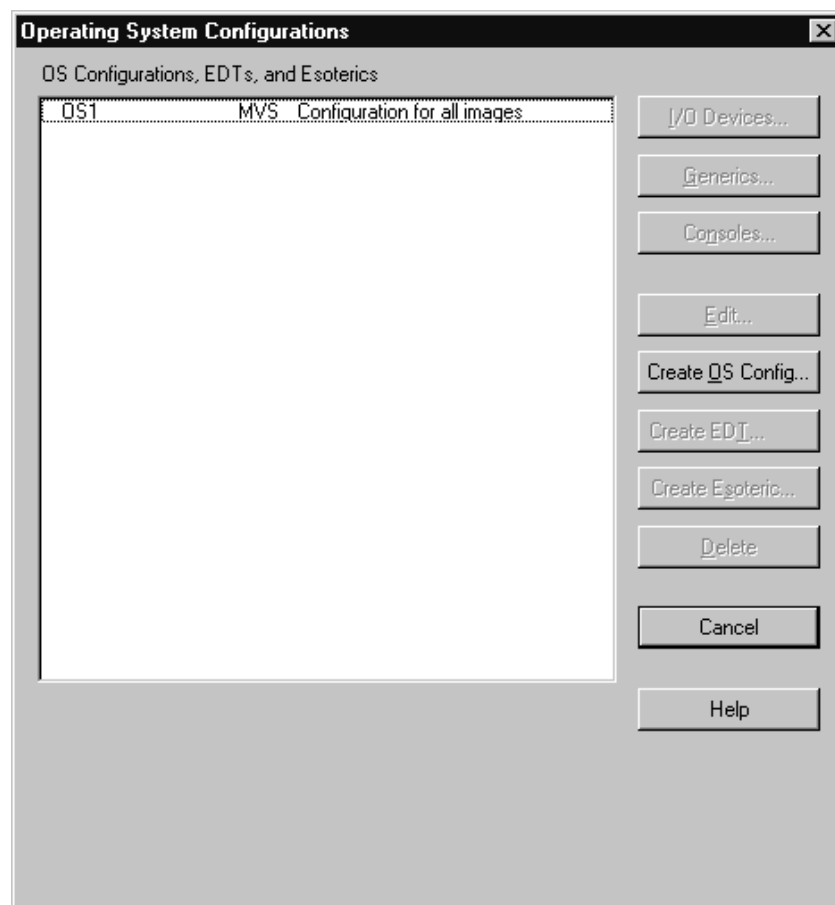 Operating System Configurations
OS Configurations, EDTs, and Esoterics
OS1 MVS Configuration for all images
I/O Devices...
Generics...
Consoles...
Edit...
Create OS Config...
Create EDT...
Create Esoteric...
Delete
Cancel
Help